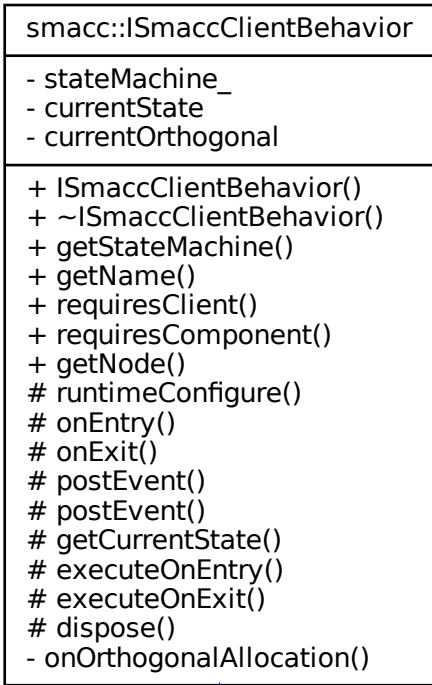 smacc::ISmaccClientBehavior
- stateMachine_
- currentState
- currentOrthogonal
+ ISmaccClientBehavior()
+ ~ISmaccClientBehavior()
+ getStateMachine()
+ getName()
+ requiresClient()
+ requiresComponent()
+ getNode()
# runtimeConfigure()
# onEntry()
# onExit()
# postEvent()
# postEvent()
# getCurrentState()
# executeOnEntry()
# executeOnExit()
# dispose()
- onOrthogonalAllocation()